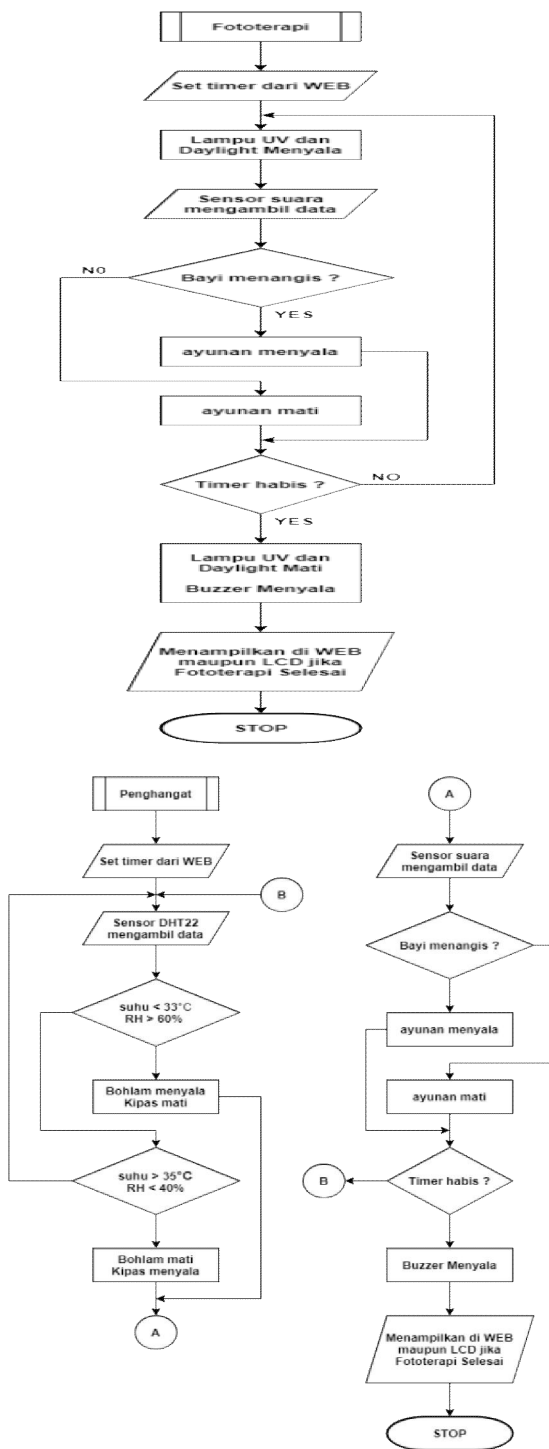 Fototerapi
Set timer dari WEB
Lampu UV dan
Daylight Menyala
Sensor suara
mengambil data
NO
Bayi menangis ?
YES
ayunan menyala
ayunan mati
Timer habis ?
NO
YES
Lampu UV dan
Daylight Mati
Buzzer Menyala
Menampilkan di WEB
maupun LCD jika
Fototerapi Selesai
STOP
Penghangat
Set timer dari WEB
B
Sensor DHT22
mengambil data
suhu < 33°C
RH > 60%
Bohlam menyala
Kipas mati
suhu > 35°C
RH < 40%
Bohlam mati
Kipas menyala
A
A
Sensor suara
mengambil data
Bayi menangis ?
ayunan menyala
ayunan mati
B
Timer habis ?
Buzzer Menyala
Menampilkan di WEB
maupun LCD jika
Fototerapi Selesai
STOP